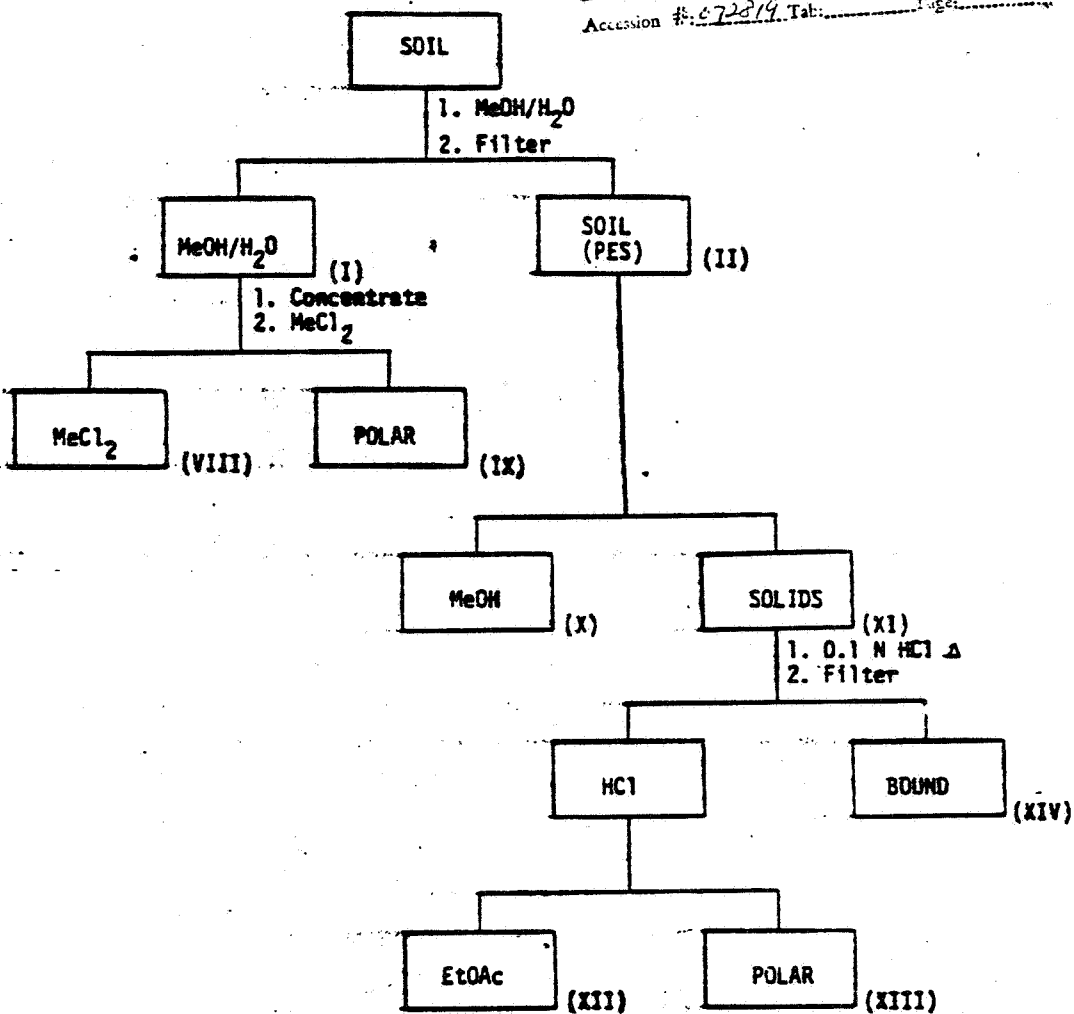 Accession #: 072819 Tab: Page:
SOIL
1. MeOH/H2O
2. Filter
MeOH/H2O
(I)
SOIL
(PES)
(II)
1. Concentrate
2. MeCl2
MeCl2
(VIII)
POLAR
(IX)
MeOH
(X)
SOLIDS
(XI)
1. 0.1 N HCl Δ
2. Filter
HCl
BOUND
(XIV)
EtOAc
(XII)
POLAR
(XIII)